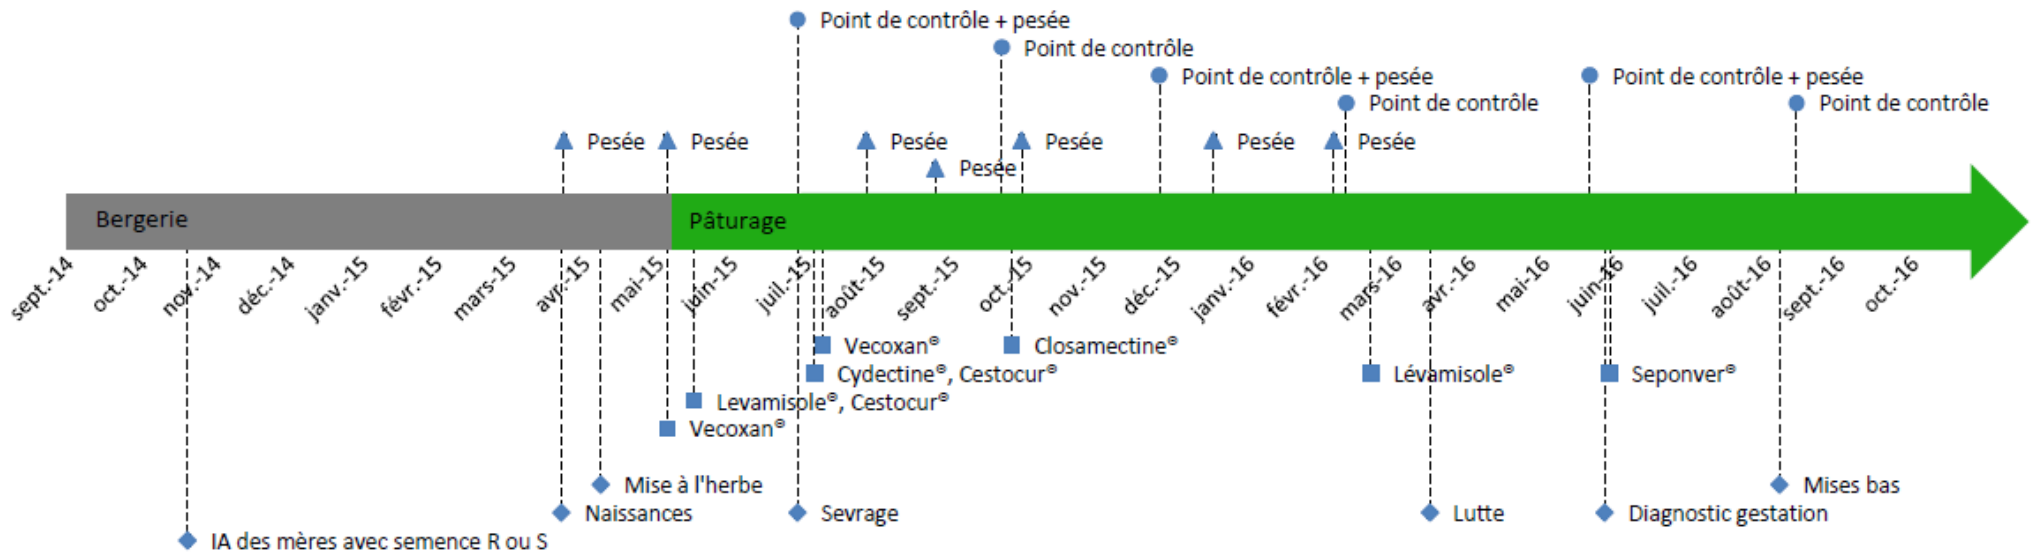 Point de contrôle + pesée
Point de contrôle
Point de contrôle + pesée
Point de contrôle + pesée
Point de contrôle
Point de contrôle
Pesée
Pesée
Pesée
Pesée
Pesée
Pesée
Pesée
Bergerie
Pâturage
sept.-14
oct.-14
nov.-14
déc.-14
janv.-15
févr.-15
mars-15
avr.-15
mai-15
juin-15
juil.-15
août-15
sept.-15
oct.-15
nov.-15
déc.-15
janv.-16
févr.-16
mars-16
avr.-16
mai-16
juin-16
juil.-16
août-16
sept.-16
oct.-16
Vecoxan®
Closamectine®
Cydectine®, Cestocur®
Lévamisole®
Seponver®
Levamisole®, Cestocur®
Vecoxan®
Mise à l'herbe
Mises bas
Naissances
Sevrage
Lutte
Diagnostic gestation
IA des mères avec semence R ou S